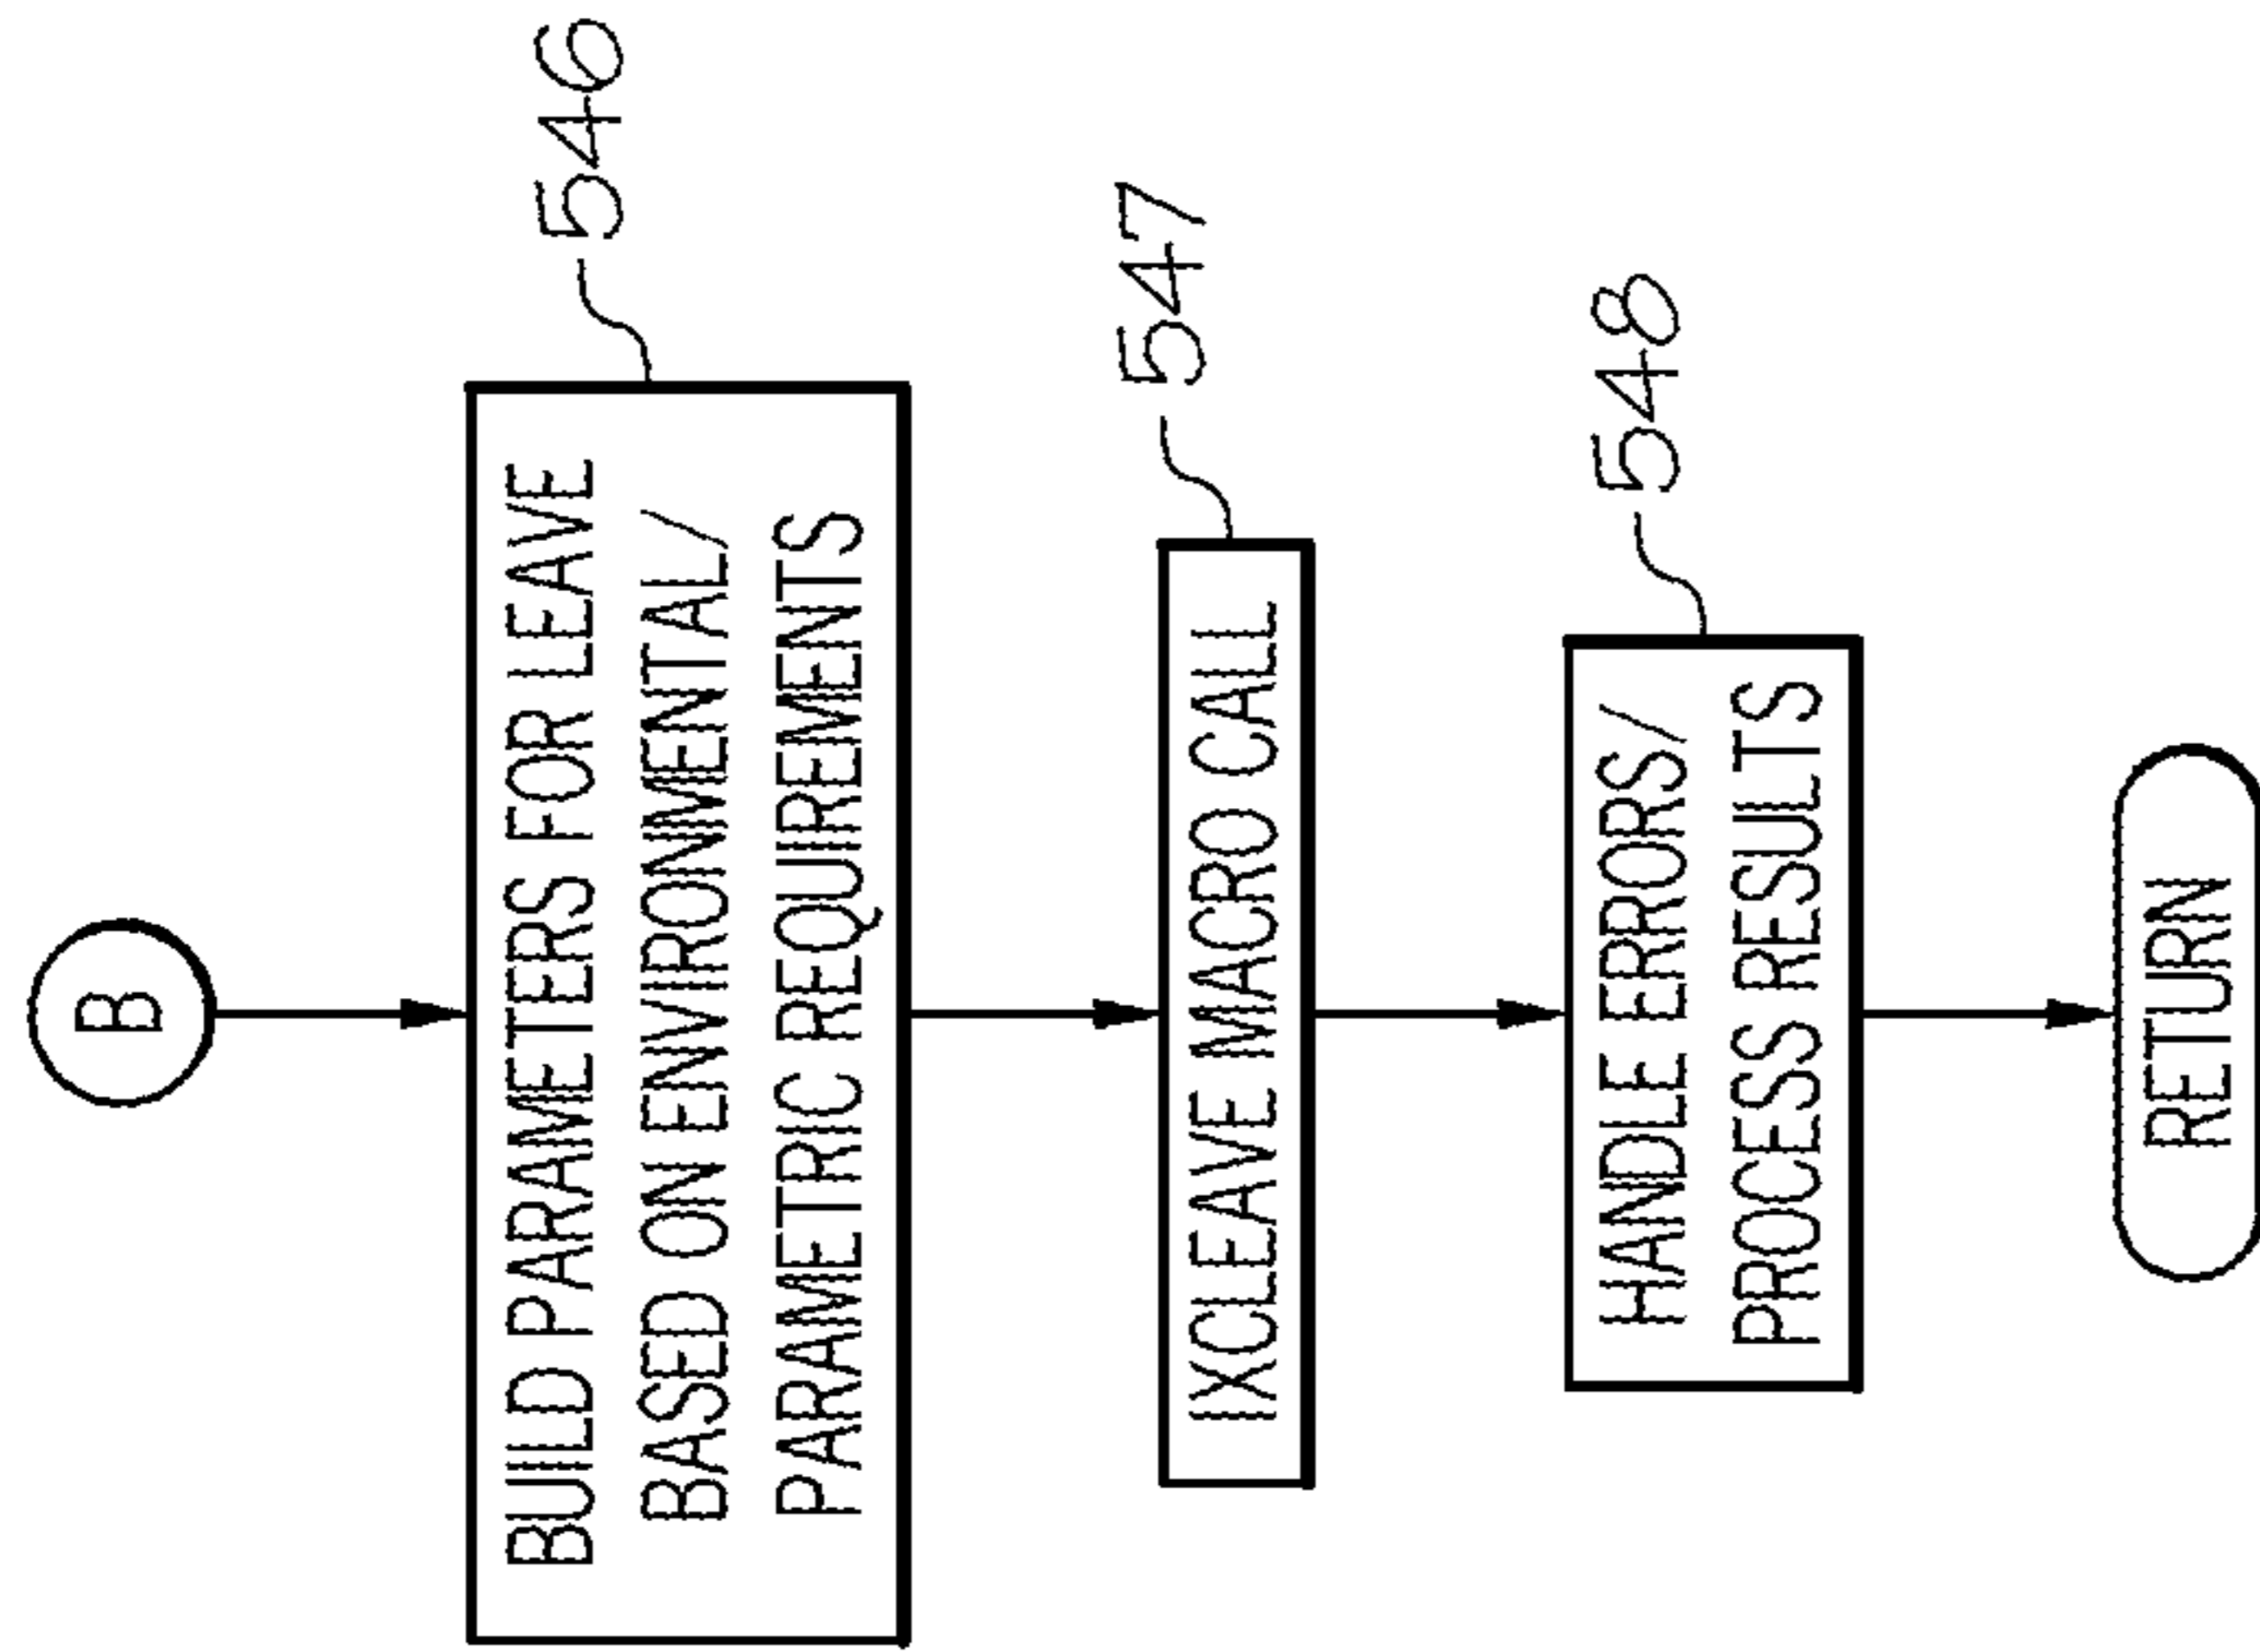 B
546
BUILD PARAMETERS FOR LEAVE
BASED ON ENVIRONMENTAL/
PARAMETRIC REQUIREMENTS
547
IXCLEAVE MACRO CALL
548
HANDLE ERRORS/
PROCESS RESULTS
RETURN